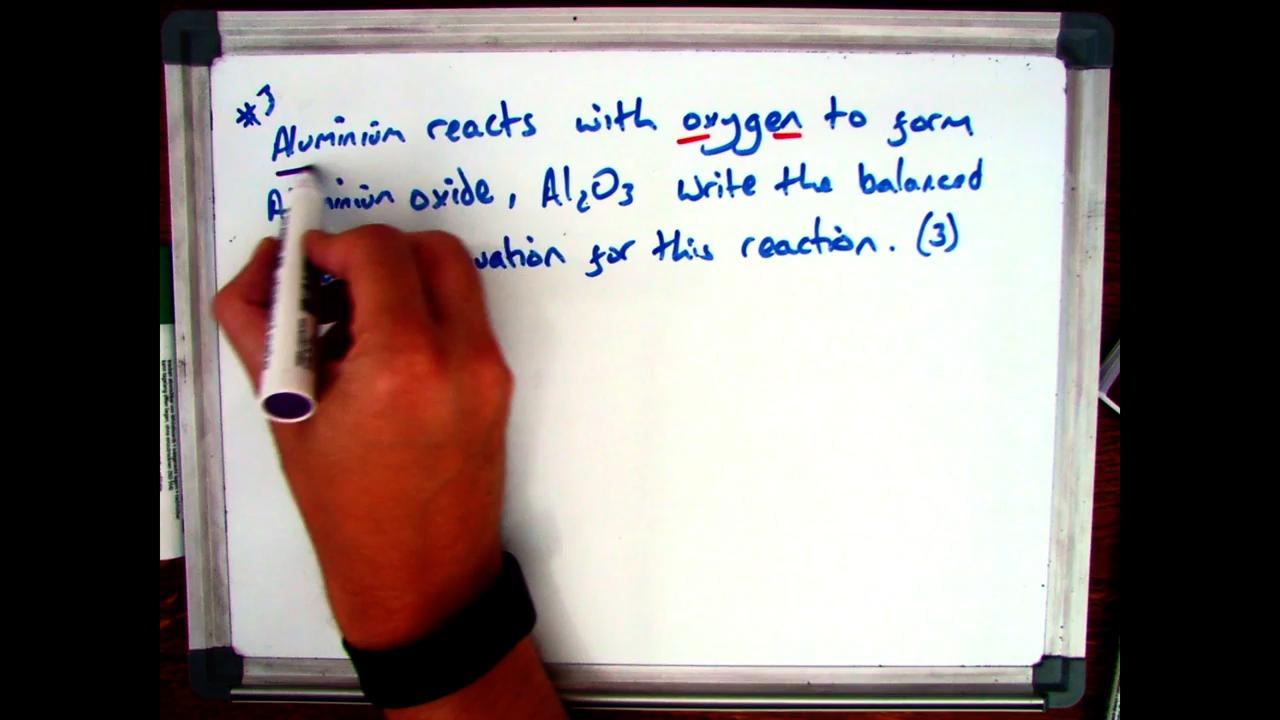 *3
Aluminium reacts with oxygen to form
oxide, Al₂O₃ write the balanced
for this reaction. (3)